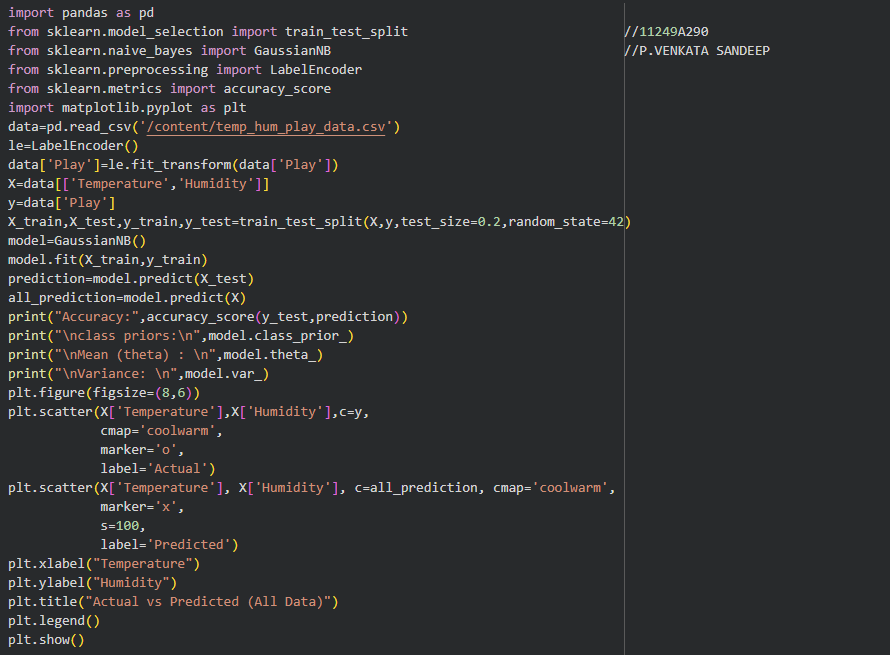 import pandas as pd
from sklearn.model_selection import train_test_split //11249A290
from sklearn.naive_bayes import GaussianNB //P.VENKATA SANDEEP
from sklearn.preprocessing import LabelEncoder
from sklearn.metrics import accuracy_score
import matplotlib.pyplot as plt
data=pd.read_csv('/content/temp_hum_play_data.csv')
le=LabelEncoder()
data['Play']=le.fit_transform(data['Play'])
X=data[['Temperature','Humidity']]
y=data['Play']
X_train,X_test,y_train,y_test=train_test_split(X,y,test_size=0.2,random_state=42)
model=GaussianNB()
model.fit(X_train,y_train)
prediction=model.predict(X_test)
all_prediction=model.predict(X)
print("Accuracy:",accuracy_score(y_test,prediction))
print("\nclass priors:\n",model.class_prior_)
print("\nMean (theta) : \n",model.theta_)
print("\nVariance: \n",model.var_)
plt.figure(figsize=(8,6))
plt.scatter(X['Temperature'],X['Humidity'],c=y,
            cmap='coolwarm',
            marker='o',
            label='Actual')
plt.scatter(X['Temperature'], X['Humidity'], c=all_prediction, cmap='coolwarm',
            marker='x',
            s=100,
            label='Predicted')
plt.xlabel("Temperature")
plt.ylabel("Humidity")
plt.title("Actual vs Predicted (All Data)")
plt.legend()
plt.show()